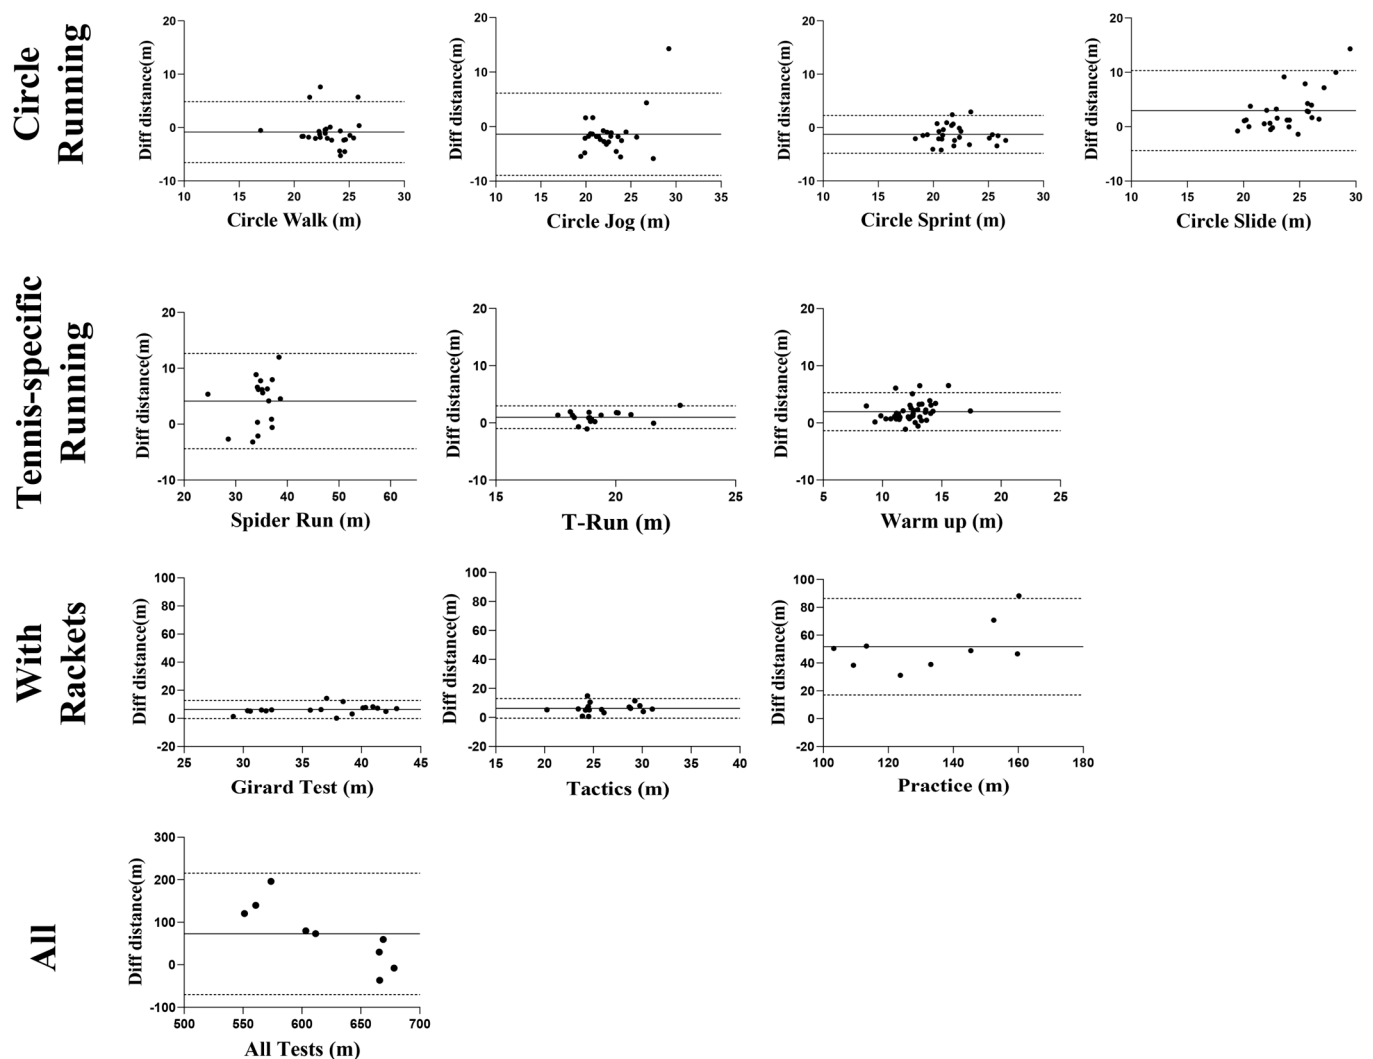 Circle
Running
Diff distance(m)
20
10
0
-10
10 15 20 25 30
Circle Walk (m)
Diff distance(m)
20
10
0
-10
10 15 20 25 30 35
Circle Jog (m)
Diff distance(m)
20
10
0
-10
10 15 20 25 30
Circle Sprint (m)
Diff distance(m)
20
10
0
-10
10 15 20 25 30
Circle Slide (m)
Tennis-specific
Running
Diff distance(m)
20
10
0
-10
20 30 40 50 60
Spider Run (m)
Diff distance(m)
20
10
0
-10
15 20 25
T-Run (m)
Diff distance(m)
20
10
0
-10
5 10 15 20 25
Warm up (m)
With
Rackets
Diff distance(m)
100
80
60
40
20
0
-20
25 30 35 40 45
Girard Test (m)
Diff distance(m)
100
80
60
40
20
0
-20
15 20 25 30 35 40
Tactics (m)
Diff distance(m)
100
80
60
40
20
0
-20
100 120 140 160 180
Practice (m)
All
Diff distance(m)
300
200
100
0
-100
500 550 600 650 700
All Tests (m)